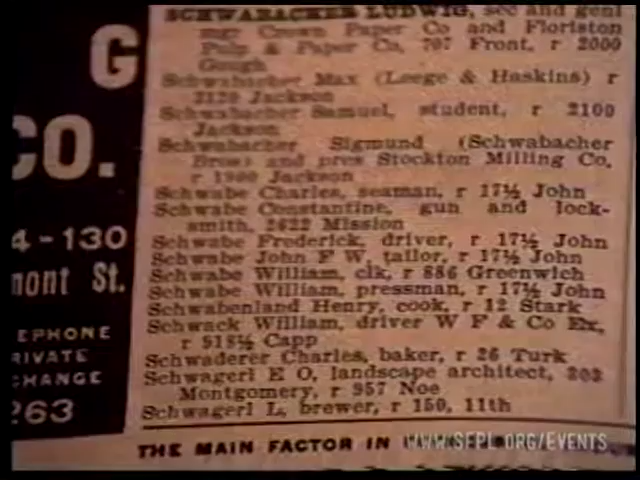 G
CO.
4-130
mont St.
EPHONE
RIVATE
CHANGE
263
SCHWABACHER LUDWIG, sec and genl
mgr Crown Paper Co and Floriston
Pulp & Paper Co, 707 Front, r 2000
Gough
Schwabacher Max (Leege & Haskins) r
2120 Jackson
Schwabacher Samuel, student, r 2100
Jackson
Schwabacher, Sigmund (Schwabacher
Bros) and pres Stockton Milling Co,
r 1900 Jackson
Schwabe Charles, seaman, r 17½ John
Schwabe Constantine, gun and lock-
smith, 2622 Mission
Schwabe Frederick, driver, r 17½ John
Schwabe John F W, tailor, r 17½ John
Schwabe William, clk, r 886 Greenwich
Schwabe William, pressman, r 17½ John
Schwabenland Henry, cook, r 12 Stark
Schwack William, driver W F & Co Ex,
r 918½ Capp
Schwaderer Charles, baker, r 26 Turk
Schwagerl E O, landscape architect, 202
Montgomery, r 957 Noe
Schwagerl L, brewer, r 150, 11th
THE MAIN FACTOR IN
WWW.SFPL.ORG/EVENTS